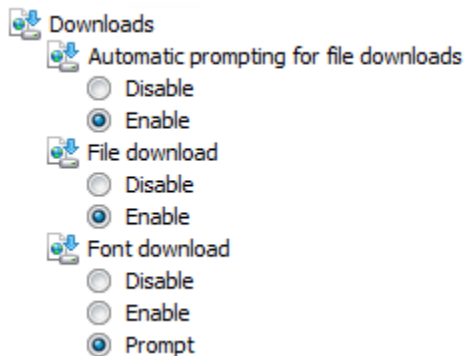 Downloads
Automatic prompting for file downloads
Disable
Enable
File download
Disable
Enable
Font download
Disable
Enable
Prompt